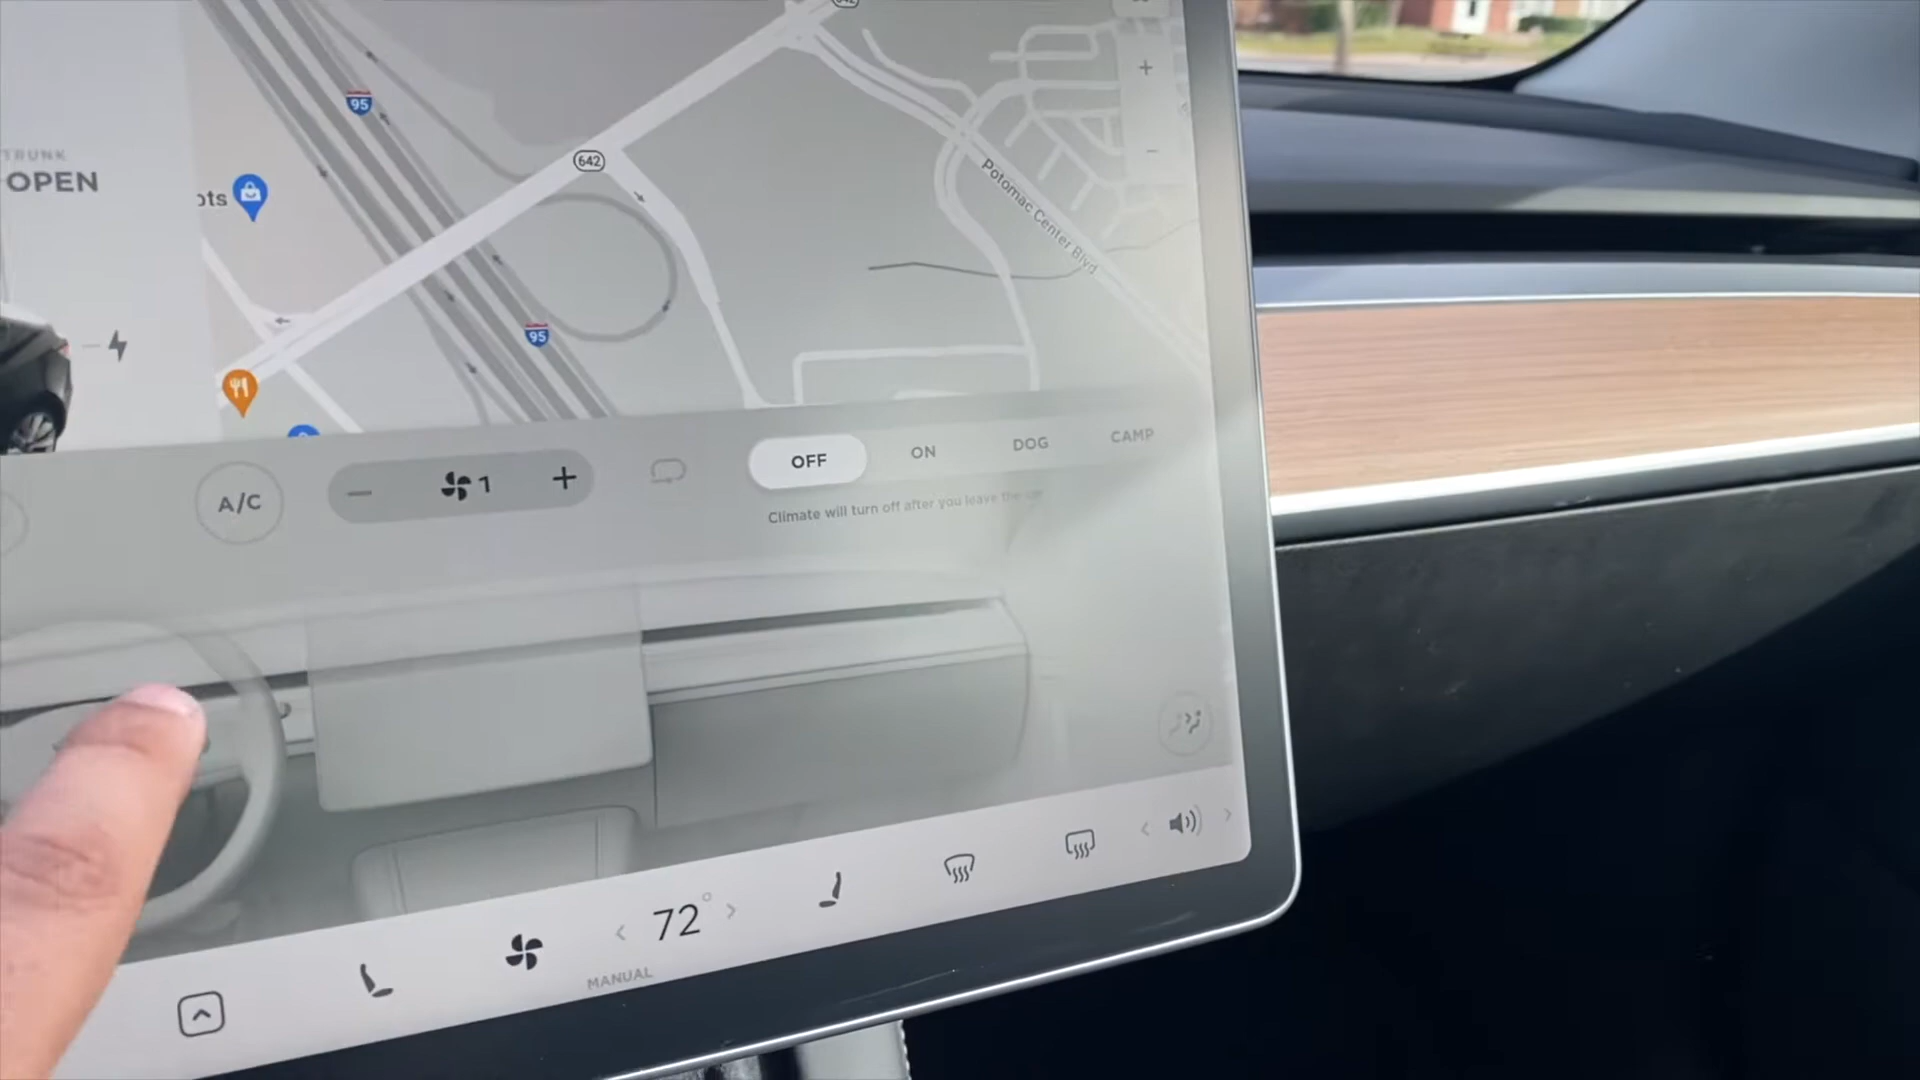 95
642
TRUNK
OPEN
Potomac Center Blvd
95
A/C
1
OFF
ON
DOG
CAMP
Climate will turn off after you leave the car
72°
MANUAL